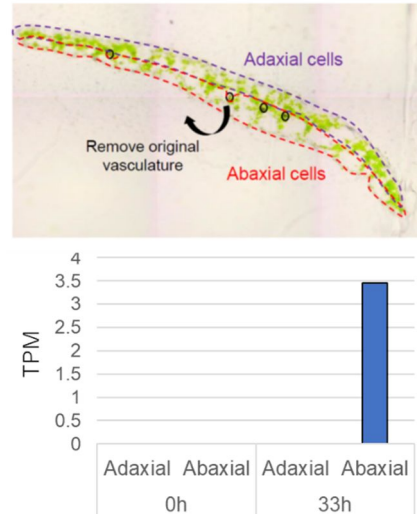 Adaxial cells
Remove original
vasculature
Abaxial cells
4
3.5
3
2.5
2
1.5
1
0.5
0
TPM
Adaxial Abaxial Adaxial Abaxial
0h 33h